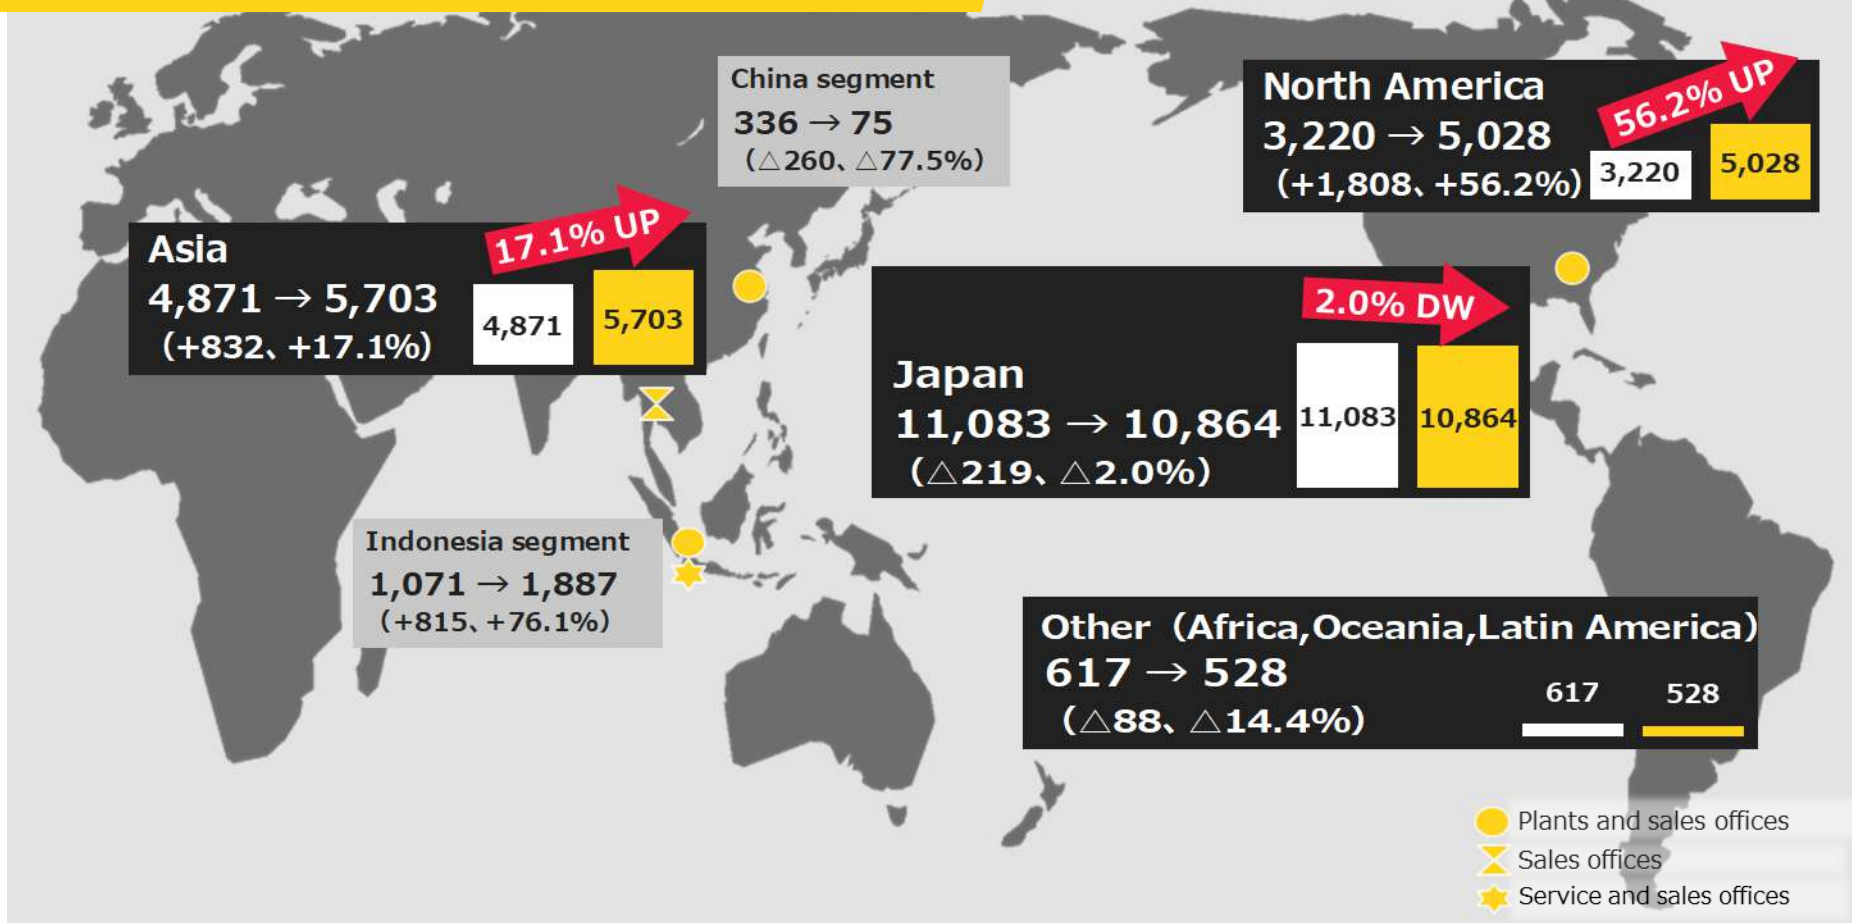 China segment
336 → 75
(△260、△77.5%)
North America
3,220 → 5,028
(+1,808、+56.2%)
56.2% UP
3,220
5,028
Asia
4,871 → 5,703
(+832、+17.1%)
17.1% UP
4,871
5,703
Japan
11,083 → 10,864
(△219、△2.0%)
2.0% DW
11,083
10,864
Indonesia segment
1,071 → 1,887
(+815、+76.1%)
Other (Africa,Oceania,Latin America)
617 → 528
(△88、△14.4%)
617
528
Plants and sales offices
Sales offices
Service and sales offices